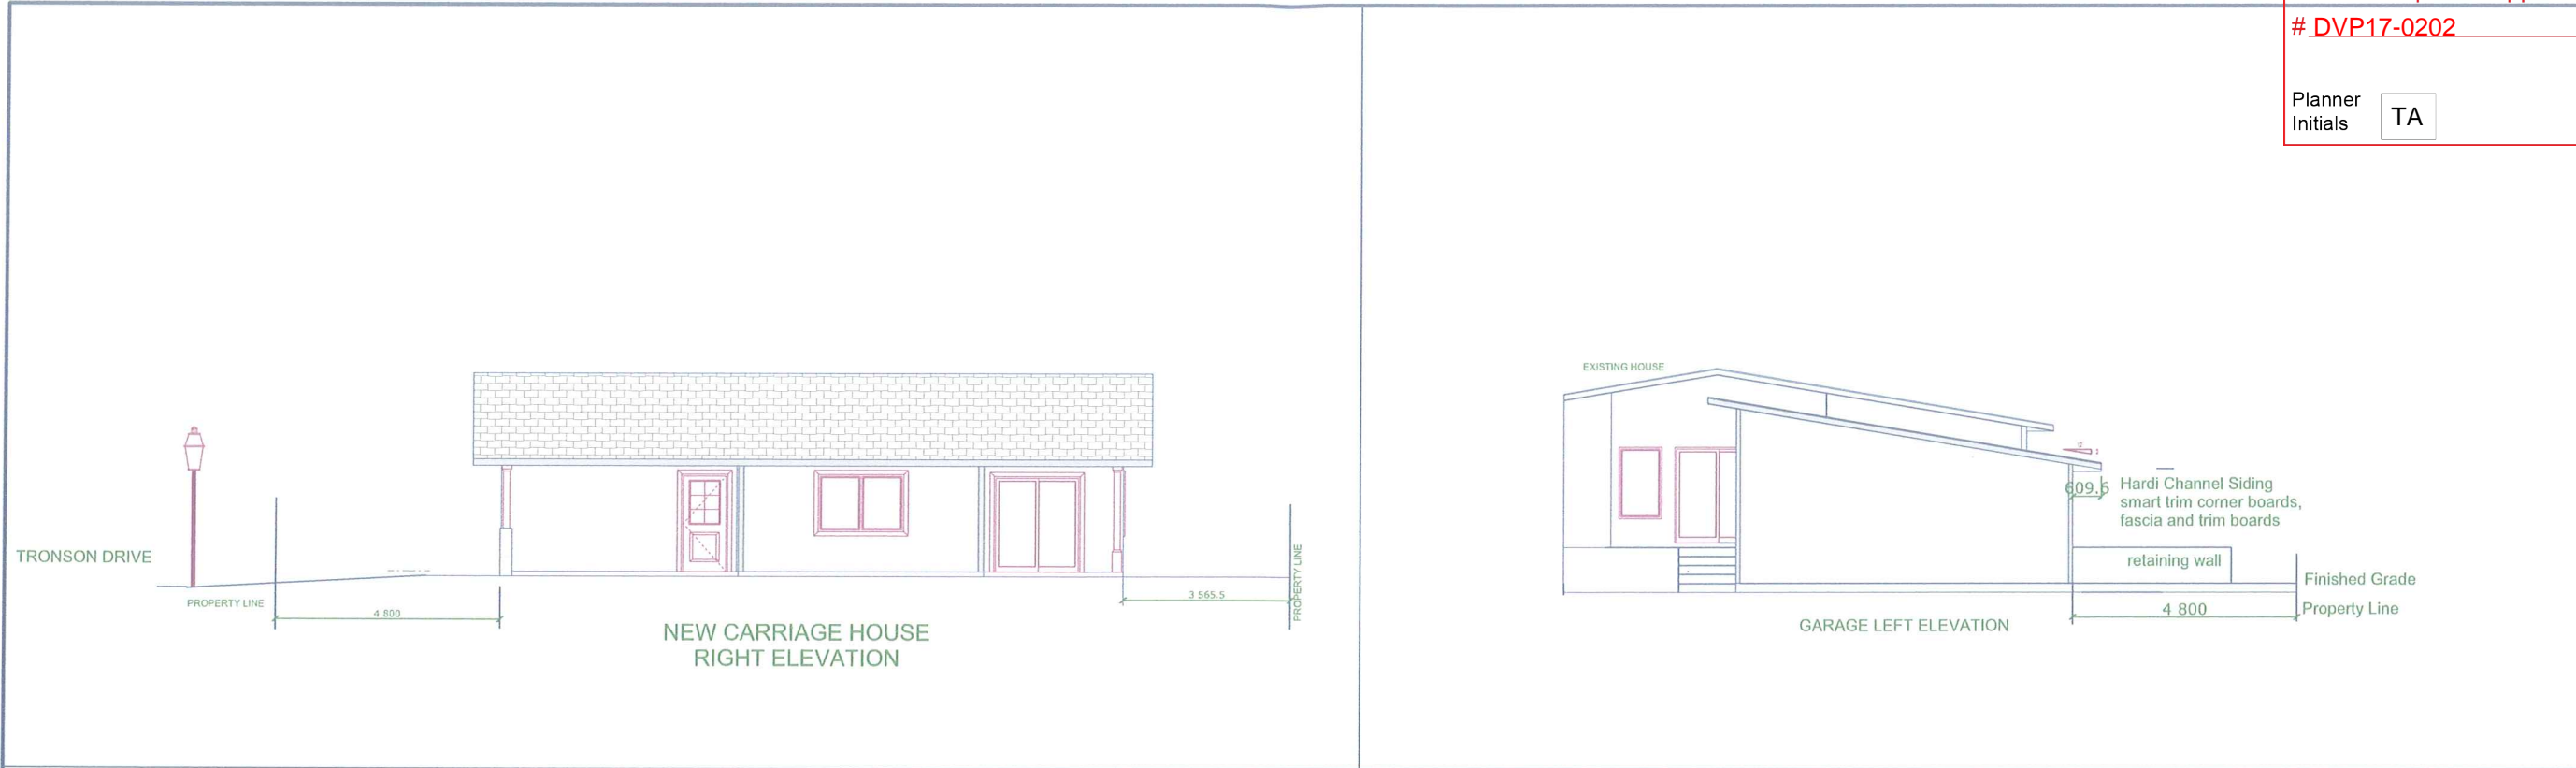 # DVP17-0202
Planner
Initials
TA
TRONSON DRIVE
PROPERTY LINE
4 800
3 565.5
PROPERTY LINE
NEW CARRIAGE HOUSE
RIGHT ELEVATION
EXISTING HOUSE
609.6
Hardi Channel Siding
smart trim corner boards,
fascia and trim boards
retaining wall
Finished Grade
4 800
Property Line
GARAGE LEFT ELEVATION